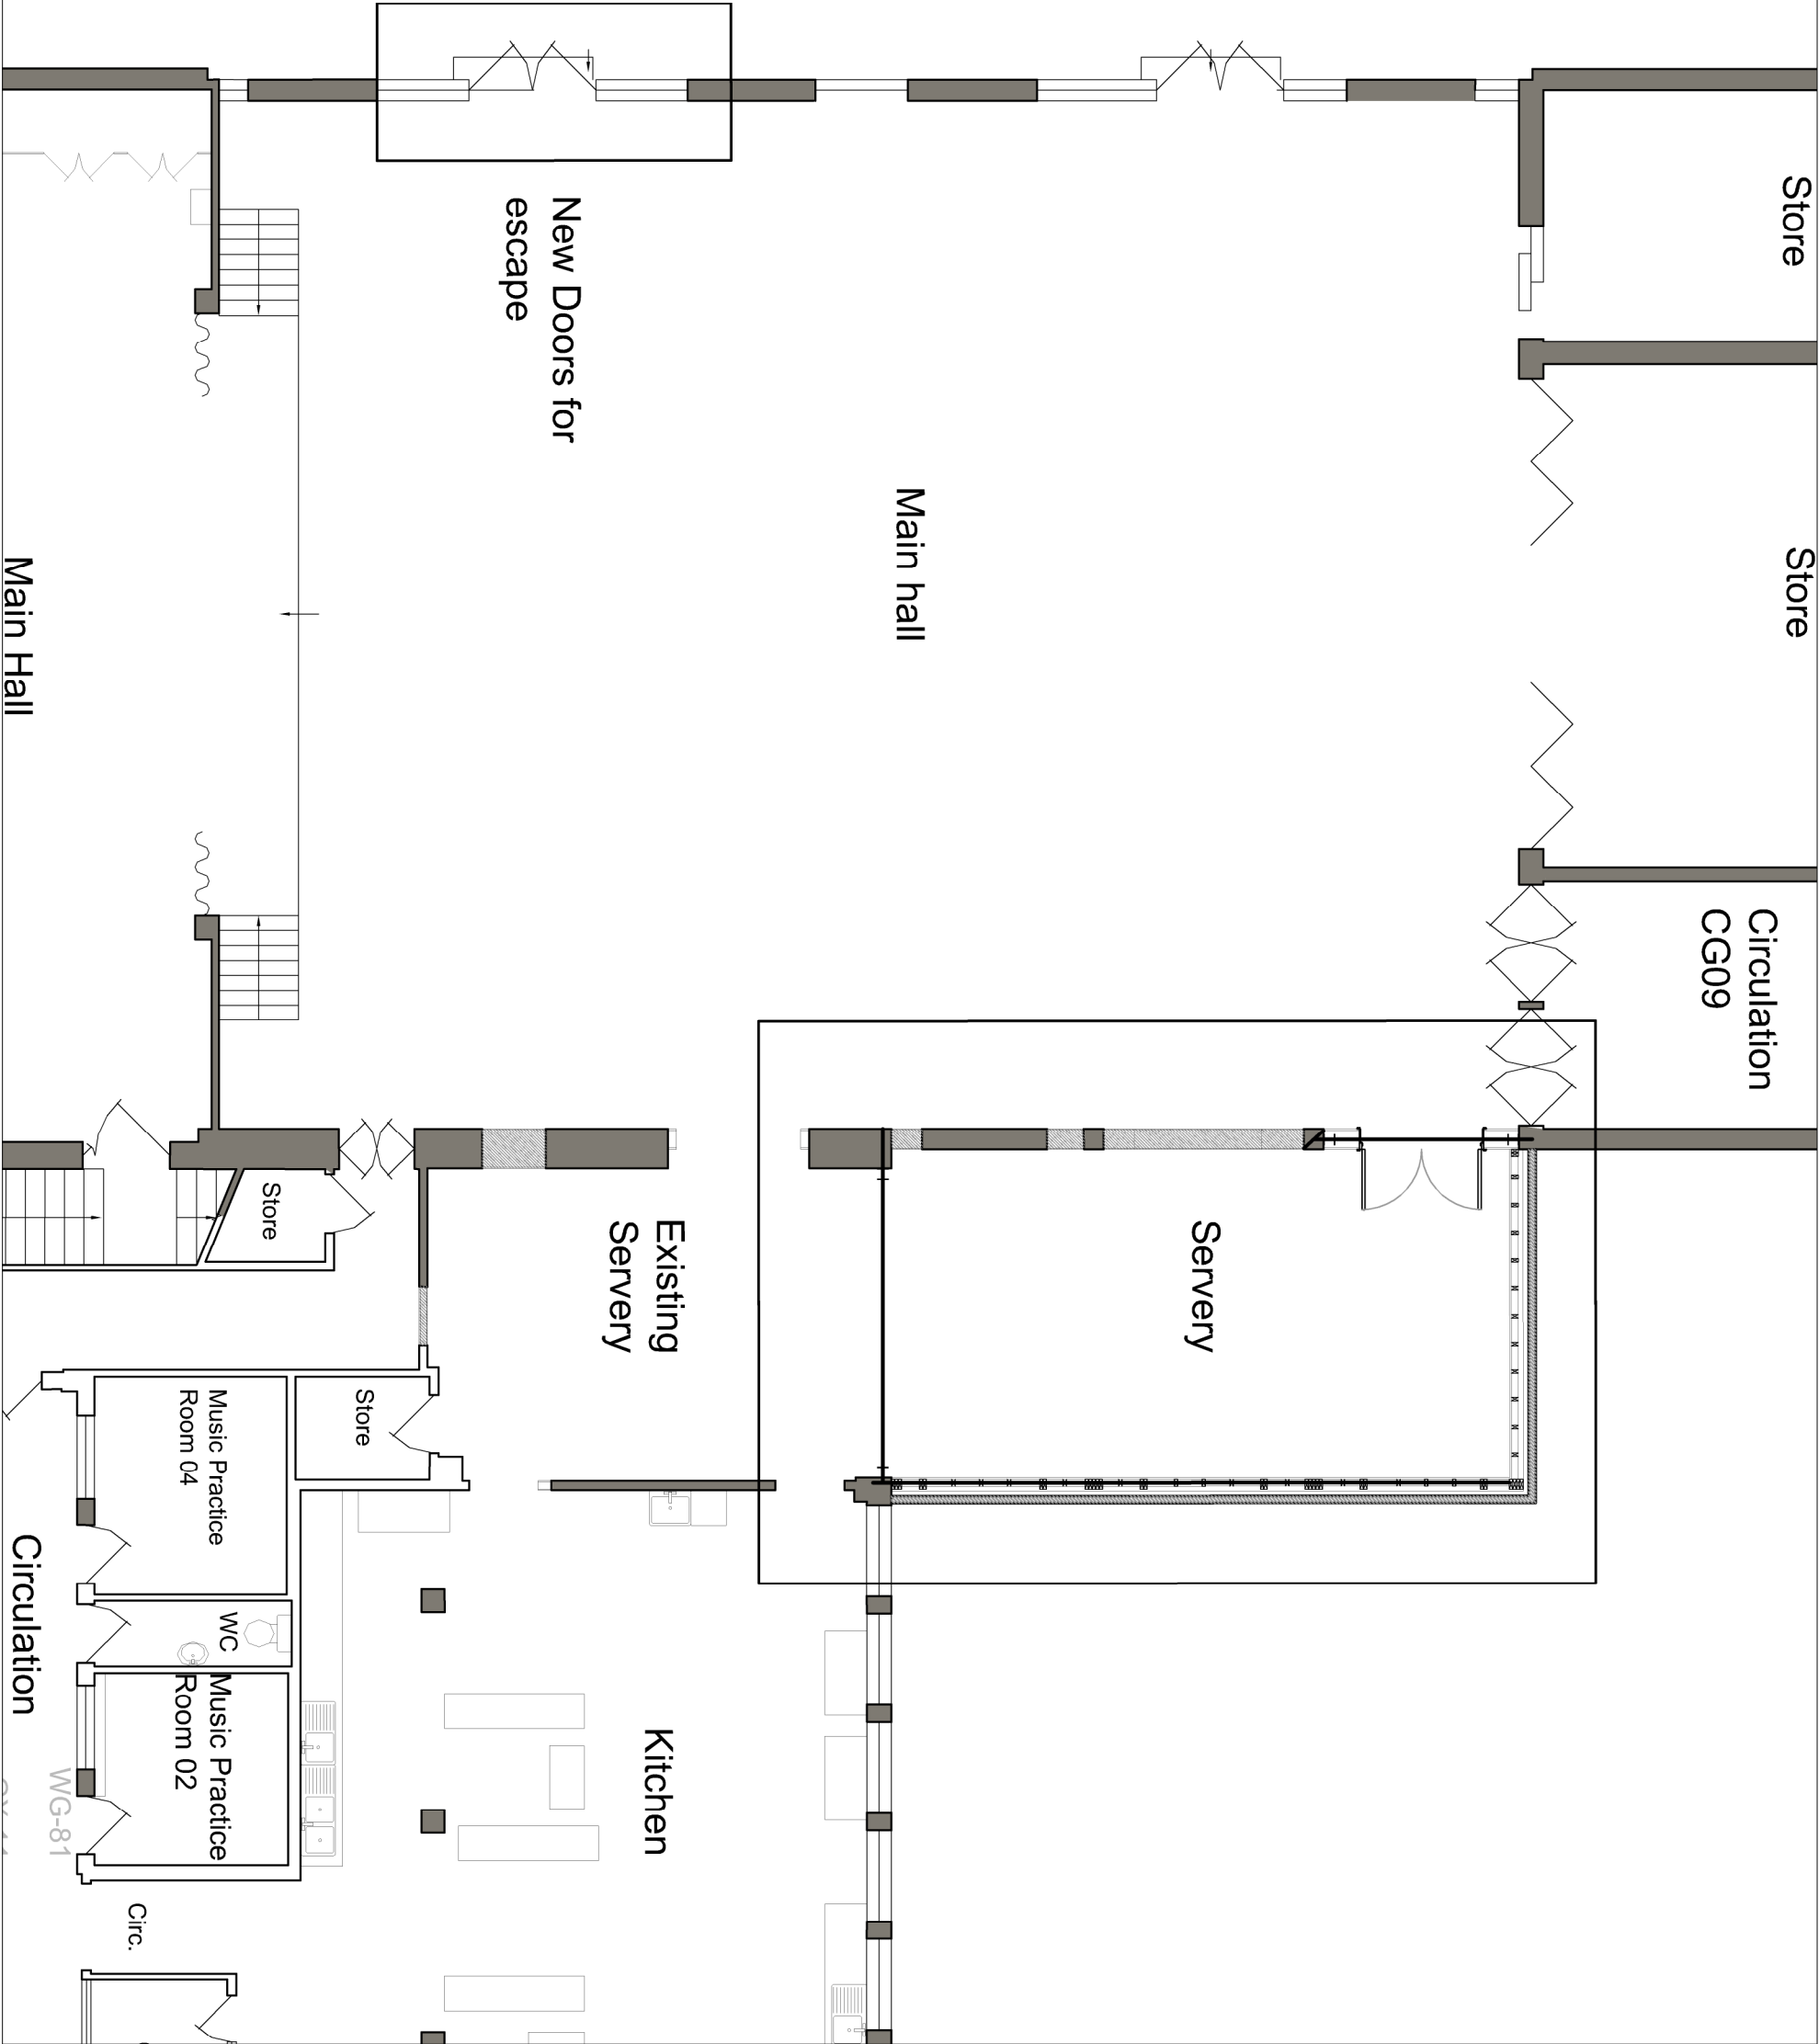 Store
Store
Circulation
CG09
New Doors for
escape
Main hall
Main Hall
Servery
Existing
Servery
Store
Store
Music Practice
Room 04
WC
Music Practice
Room 02
Kitchen
Circulation
WG-81
Circ.